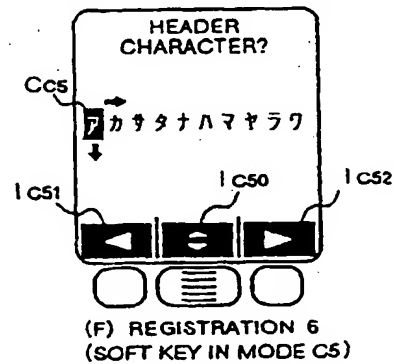 HEADER
CHARACTER?
Cc5
アカサタナハマヤラワ
Ic51
Ic50
Ic52
(F) REGISTRATION 6
(SOFT KEY IN MODE C5)